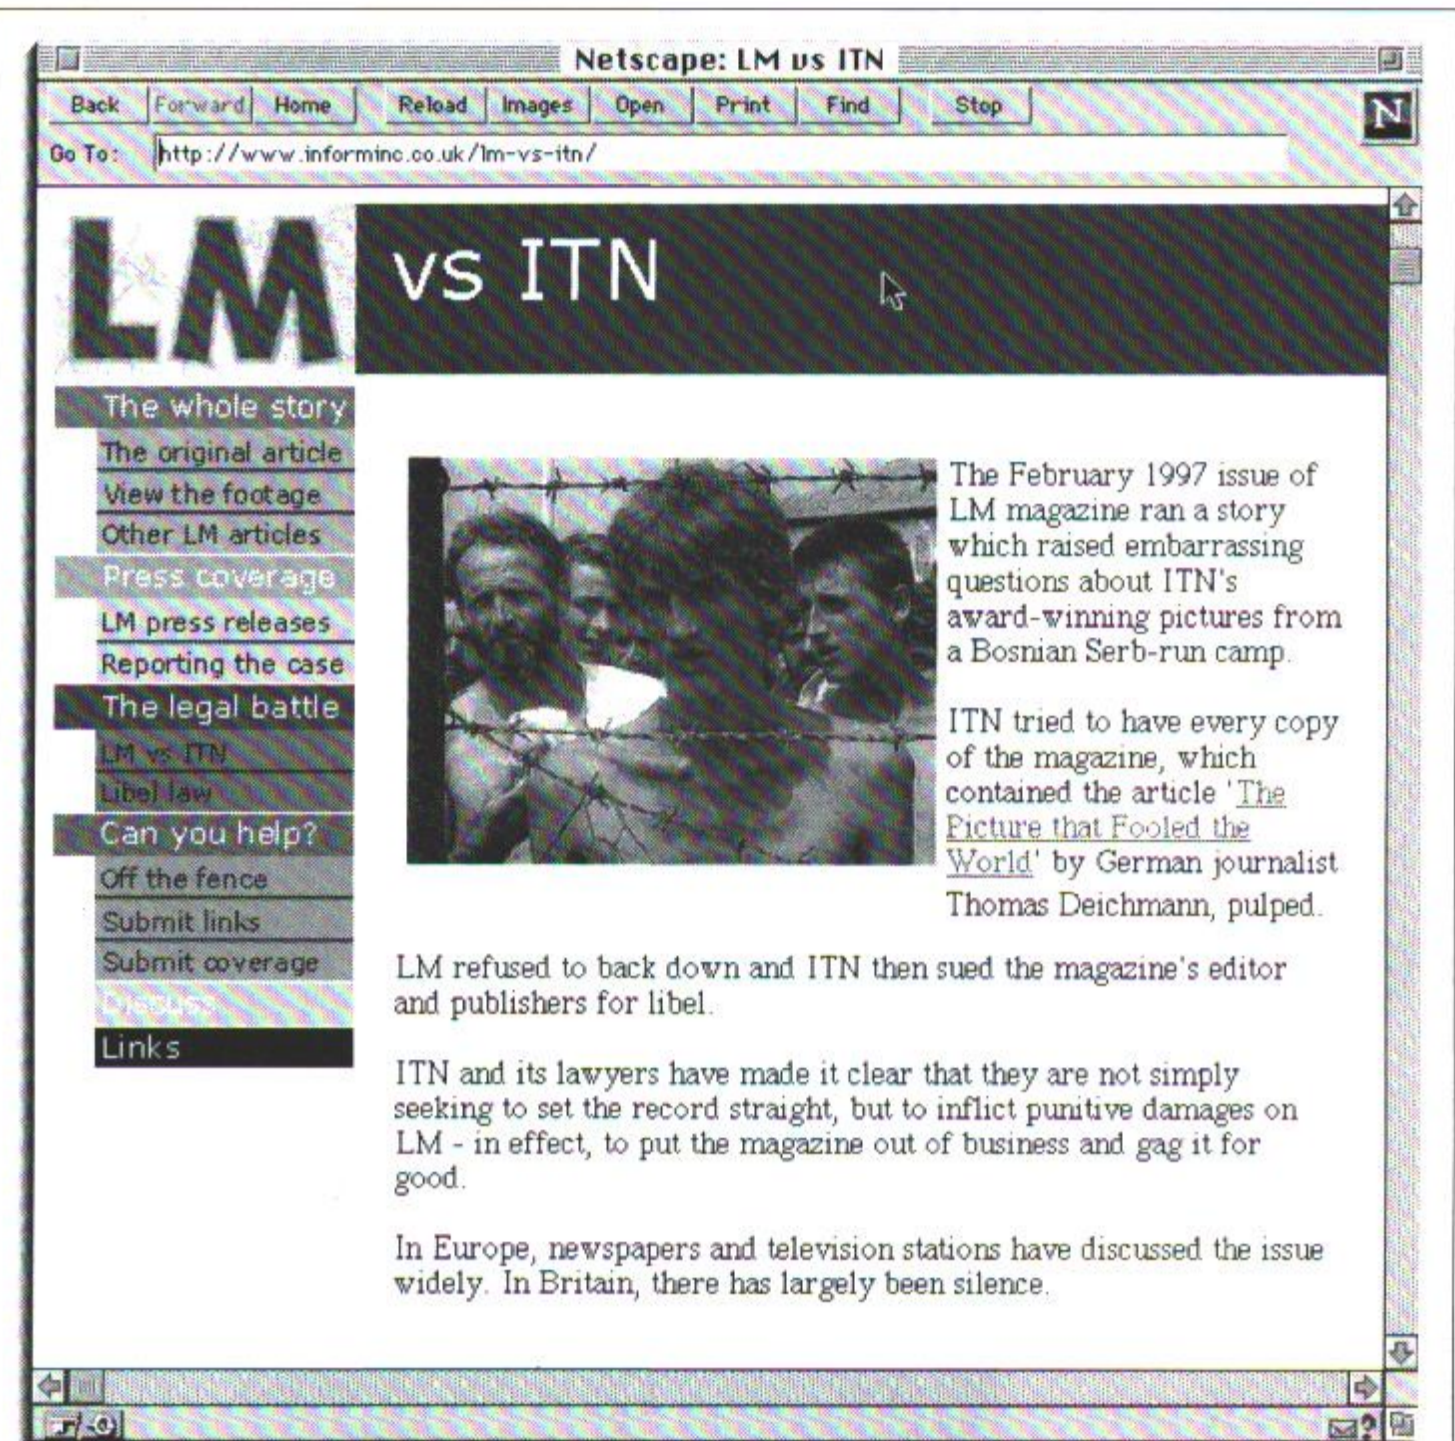 Netscape: LM vs ITN
Back Forward Home Reload Images Open Print Find Stop
N
Go To: http://www.informinc.co.uk/lm-vs-itn/
LM vs ITN
The whole story
The original article
View the footage
Other LM articles
Press coverage
LM press releases
Reporting the case
The legal battle
LM vs ITN
Libel law
Can you help?
Off the fence
Submit links
Submit coverage
Discuss
Links
The February 1997 issue of
LM magazine ran a story
which raised embarrassing
questions about ITN's
award-winning pictures from
a Bosnian Serb-run camp.
ITN tried to have every copy
of the magazine, which
contained the article 'The
Picture that Fooled the
World' by German journalist
Thomas Deichmann, pulped.
LM refused to back down and ITN then sued the magazine's editor
and publishers for libel.
ITN and its lawyers have made it clear that they are not simply
seeking to set the record straight, but to inflict punitive damages on
LM - in effect, to put the magazine out of business and gag it for
good.
In Europe, newspapers and television stations have discussed the issue
widely. In Britain, there has largely been silence.